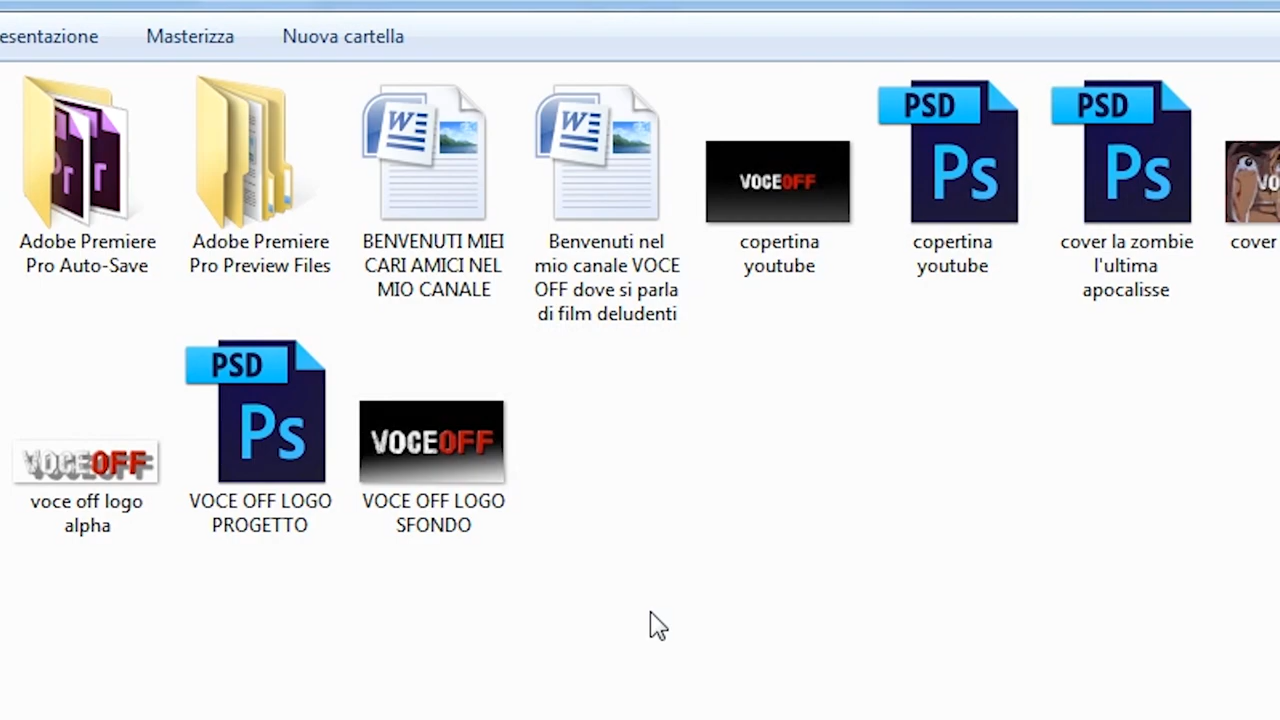 esentazione Masterizza Nuova cartella
PSD PSD
W W VOCEOFF Ps Ps
Adobe Premiere
Pro Auto-Save
Adobe Premiere
Pro Preview Files
BENVENUTI MIEI
CARI AMICI NEL
MIO CANALE
Benvenuti nel
mio canale VOCE
OFF dove si parla
di film deludenti
copertina
youtube
copertina
youtube
cover la zombie
l'ultima
apocalisse
cover
PSD
Ps
VOCEOFF
VOCEOFF
voce off logo
alpha
VOCE OFF LOGO
PROGETTO
VOCE OFF LOGO
SFONDO